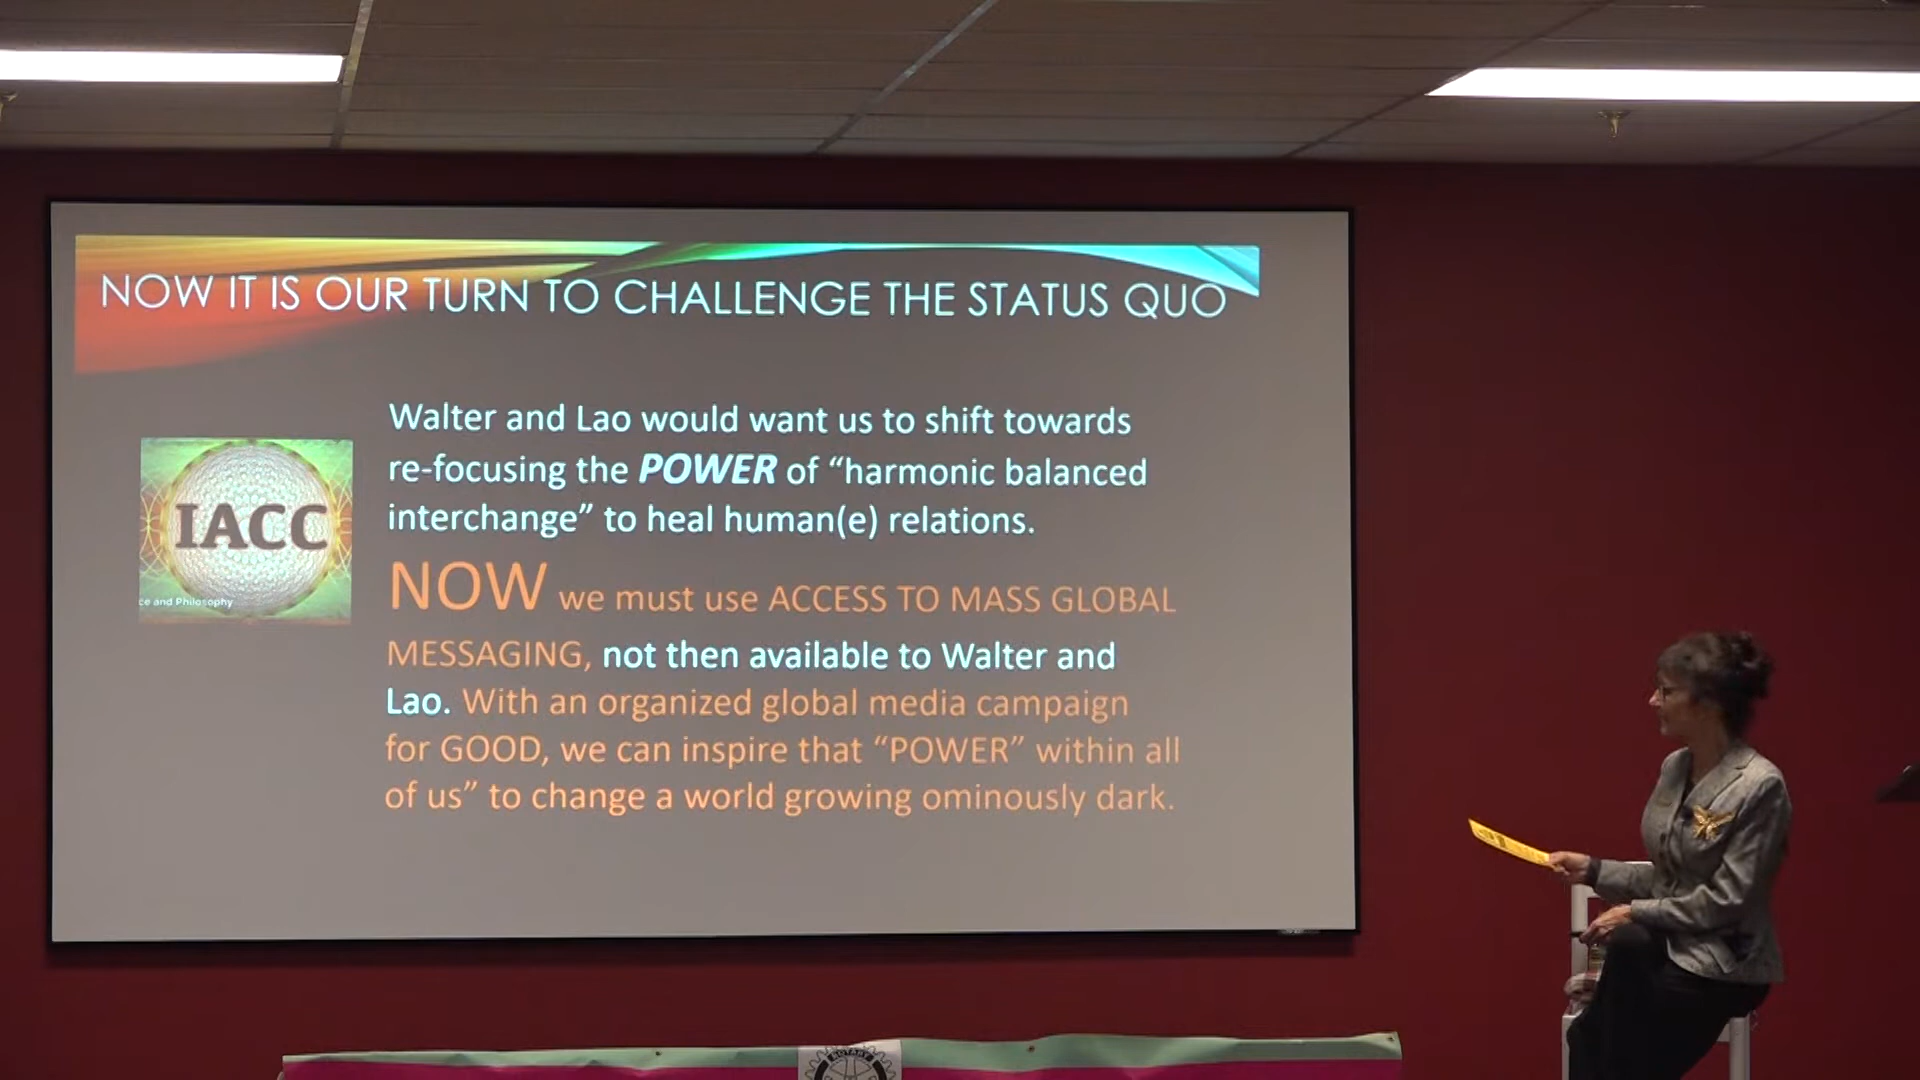 NOW IT IS OUR TURN TO CHALLENGE THE STATUS QUO
Walter and Lao would want us to shift towards
re-focusing the POWER of “harmonic balanced
interchange” to heal human(e) relations.
NOW we must use ACCESS TO MASS GLOBAL
MESSAGING, not then available to Walter and
Lao. With an organized global media campaign
for GOOD, we can inspire that “POWER” within all
of us” to change a world growing ominously dark.
IACC
ce and Philosophy
ROTARY